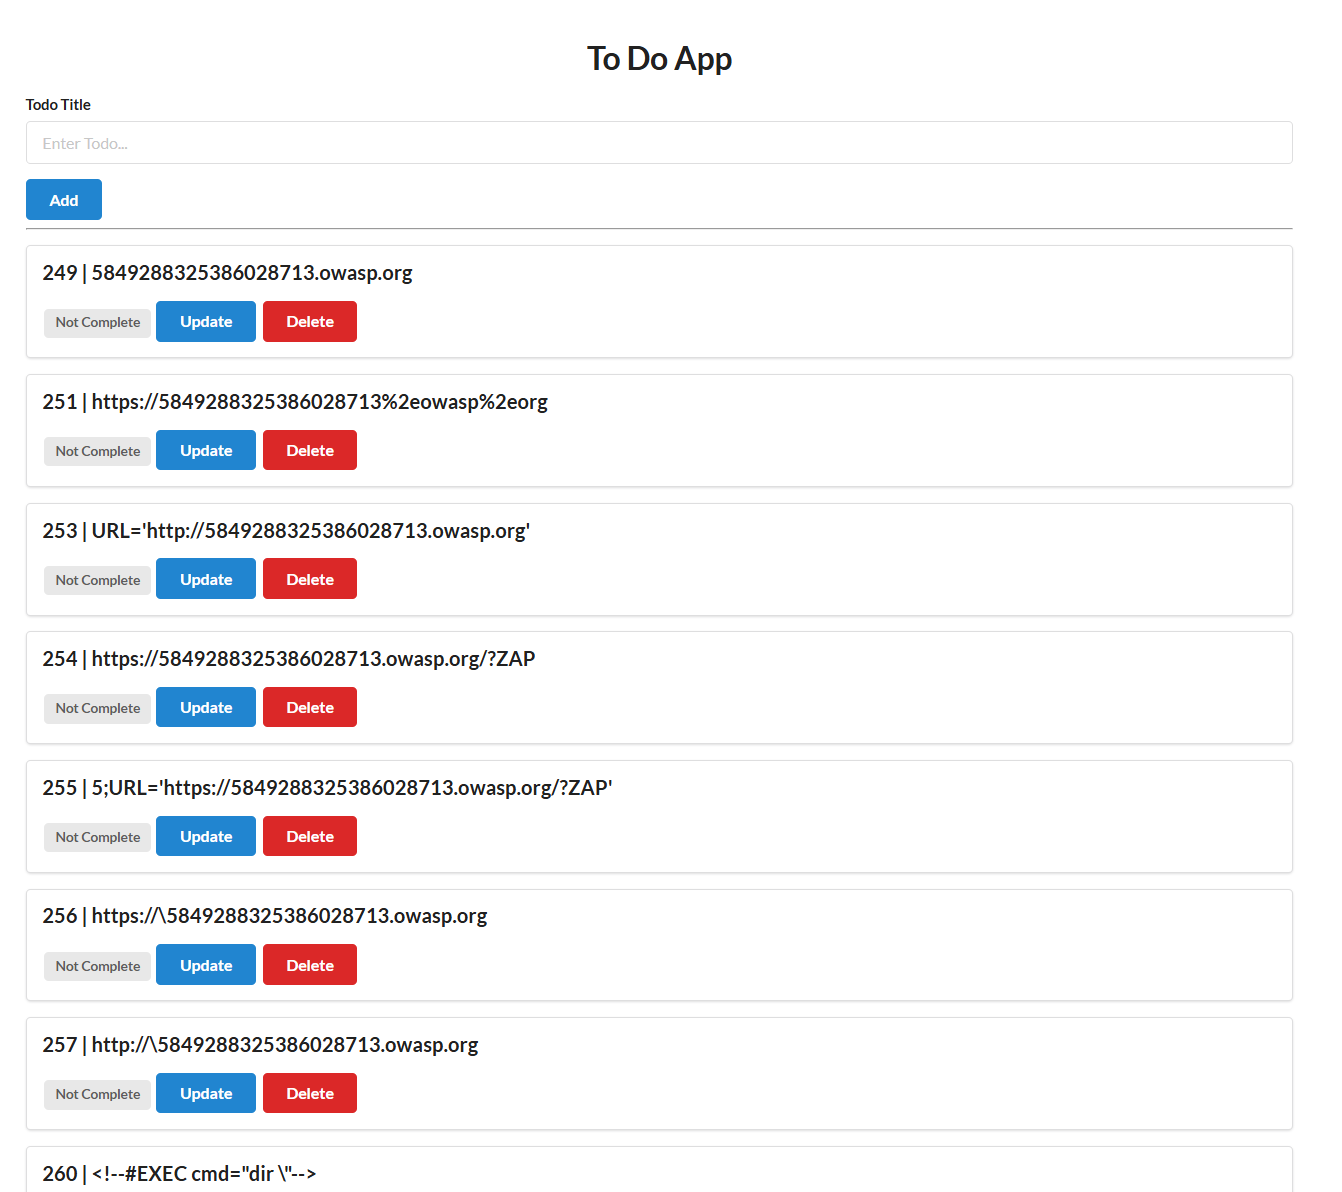 To Do App
Todo Title
Enter Todo...
Add
249 | 5849288325386028713.owasp.org
Not Complete Update Delete
251 | https://5849288325386028713%2eowasp%2eorg
Not Complete Update Delete
253 | URL='http://5849288325386028713.owasp.org'
Not Complete Update Delete
254 | https://5849288325386028713.owasp.org/?ZAP
Not Complete Update Delete
255 | 5;URL='https://5849288325386028713.owasp.org/?ZAP'
Not Complete Update Delete
256 | https://\5849288325386028713.owasp.org
Not Complete Update Delete
257 | http://\5849288325386028713.owasp.org
Not Complete Update Delete
260 | <!--#EXEC cmd="dir \"-->